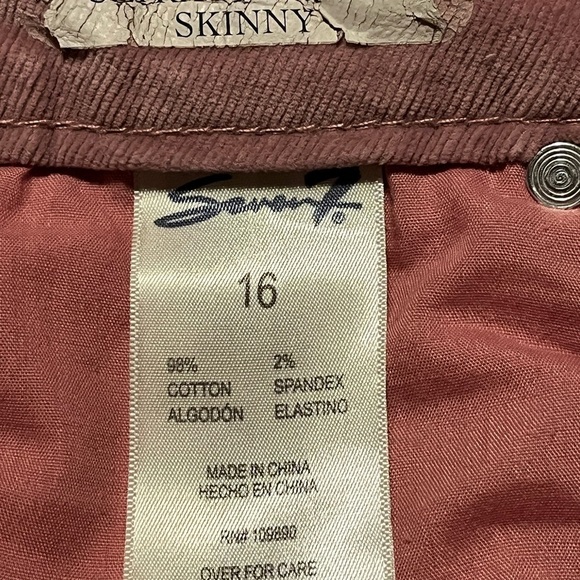 SKINNY
Seven7.
16
98% 2%
COTTON SPANDEX
ALGODÓN ELASTINO
MADE IN CHINA
HECHO EN CHINA
RN# 109890
OVER FOR CARE